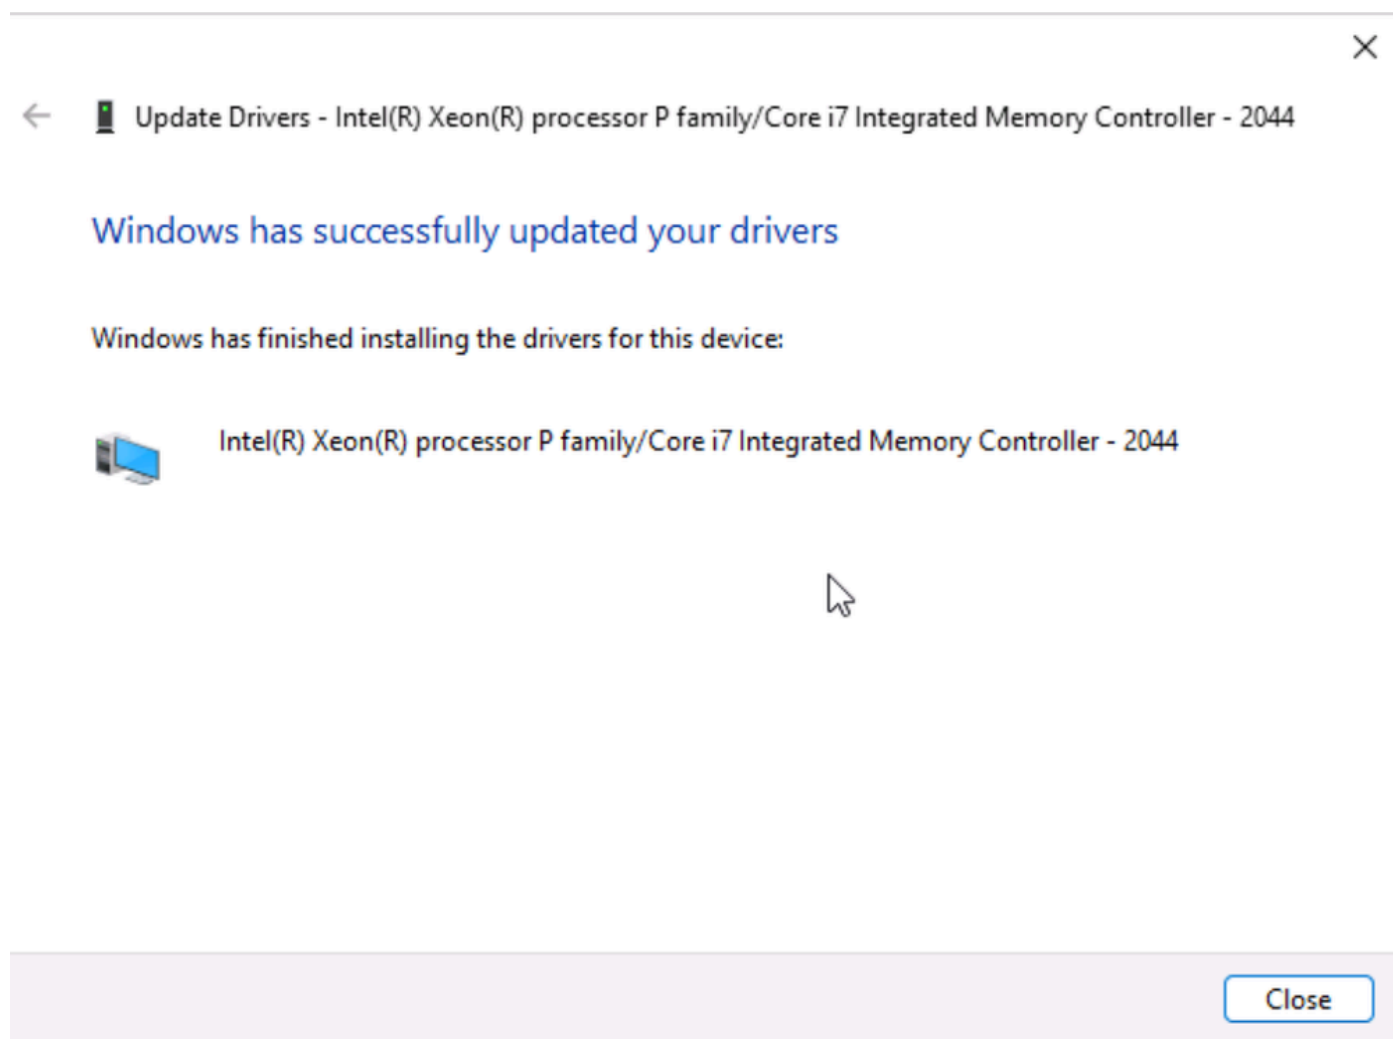 Update Drivers - Intel(R) Xeon(R) processor P family/Core i7 Integrated Memory Controller - 2044
Windows has successfully updated your drivers
Windows has finished installing the drivers for this device:
Intel(R) Xeon(R) processor P family/Core i7 Integrated Memory Controller - 2044
Close